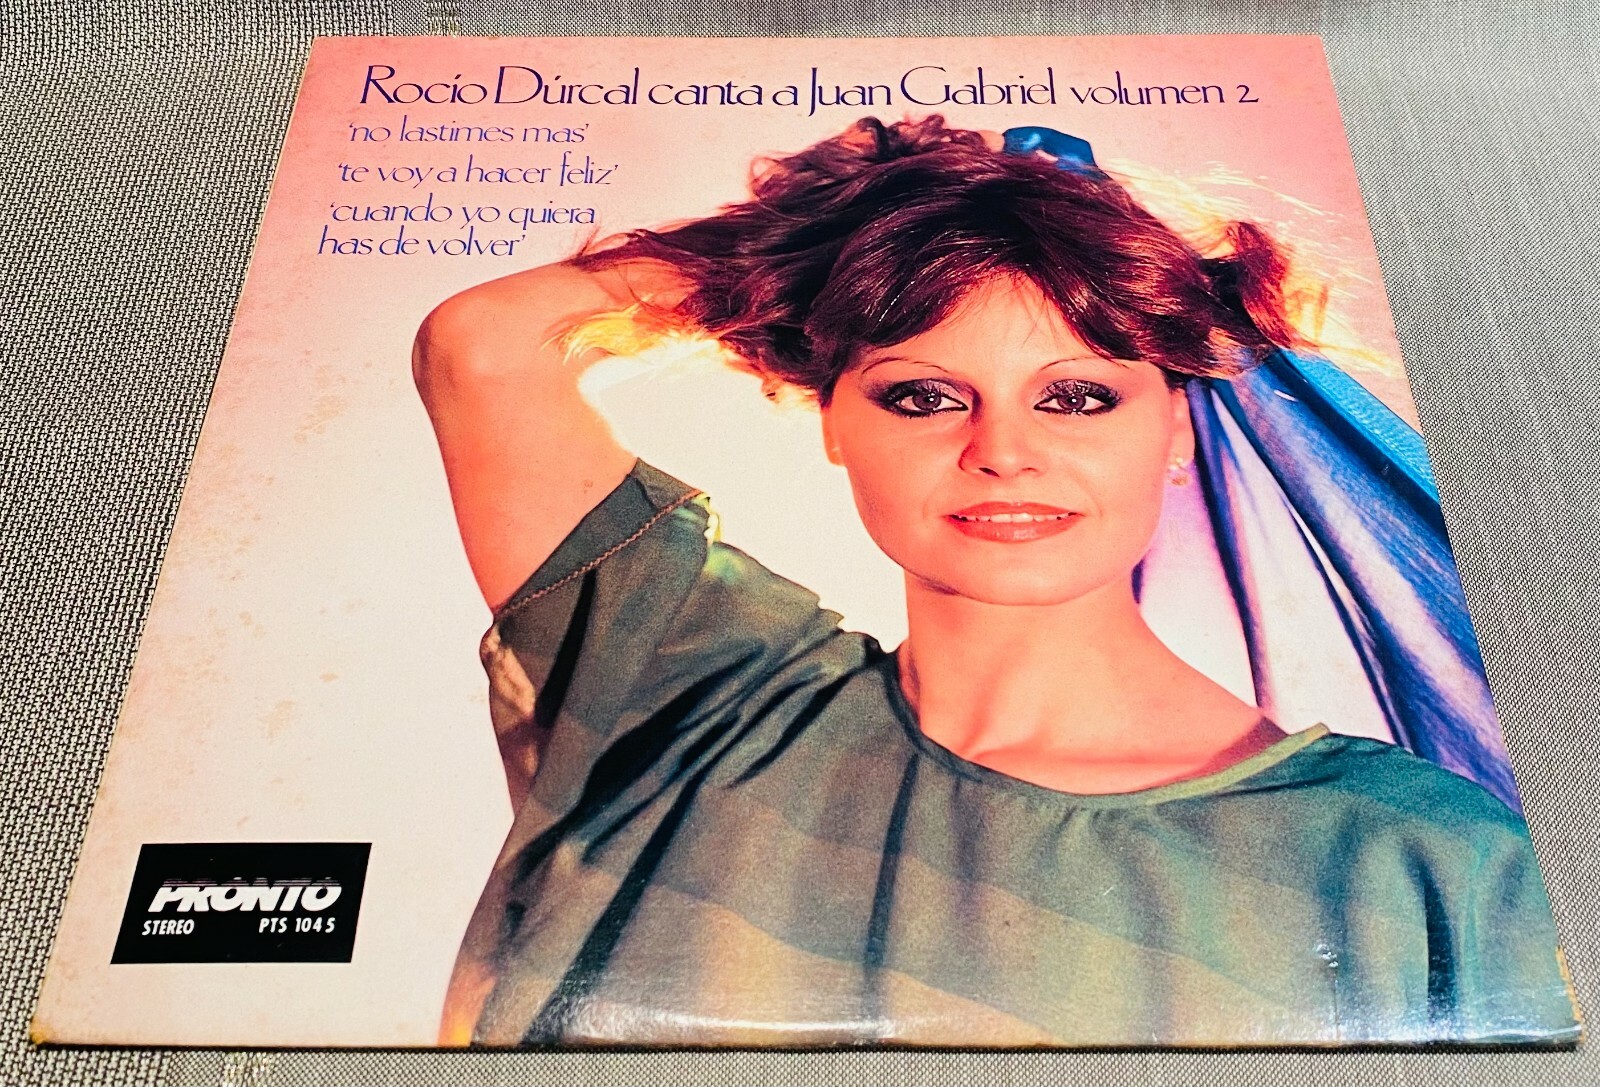 Rocío Dúrcal canta a Juan Gabriel volumen 2
'no lastimes mas'
'te voy a hacer feliz'
'cuando yo quiera
has de volver'
PRONTO
STEREO PTS 1045